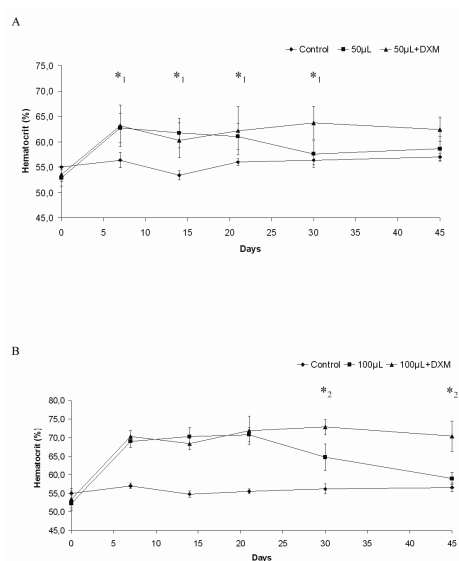 A
Control 50µL 50µL+DXM
*1 *1 *1 *1
75,0
70,0
65,0
60,0
55,0
50,0
45,0
Hematocrit (%)
0 5 10 15 20 25 30 35 40 45
Days
B
Control 100µL 100µL+DXM
*2 *2
80,0
75,0
70,0
65,0
60,0
55,0
50,0
45,0
Hematocrit (%)
0 5 10 15 20 25 30 35 40 45
Days